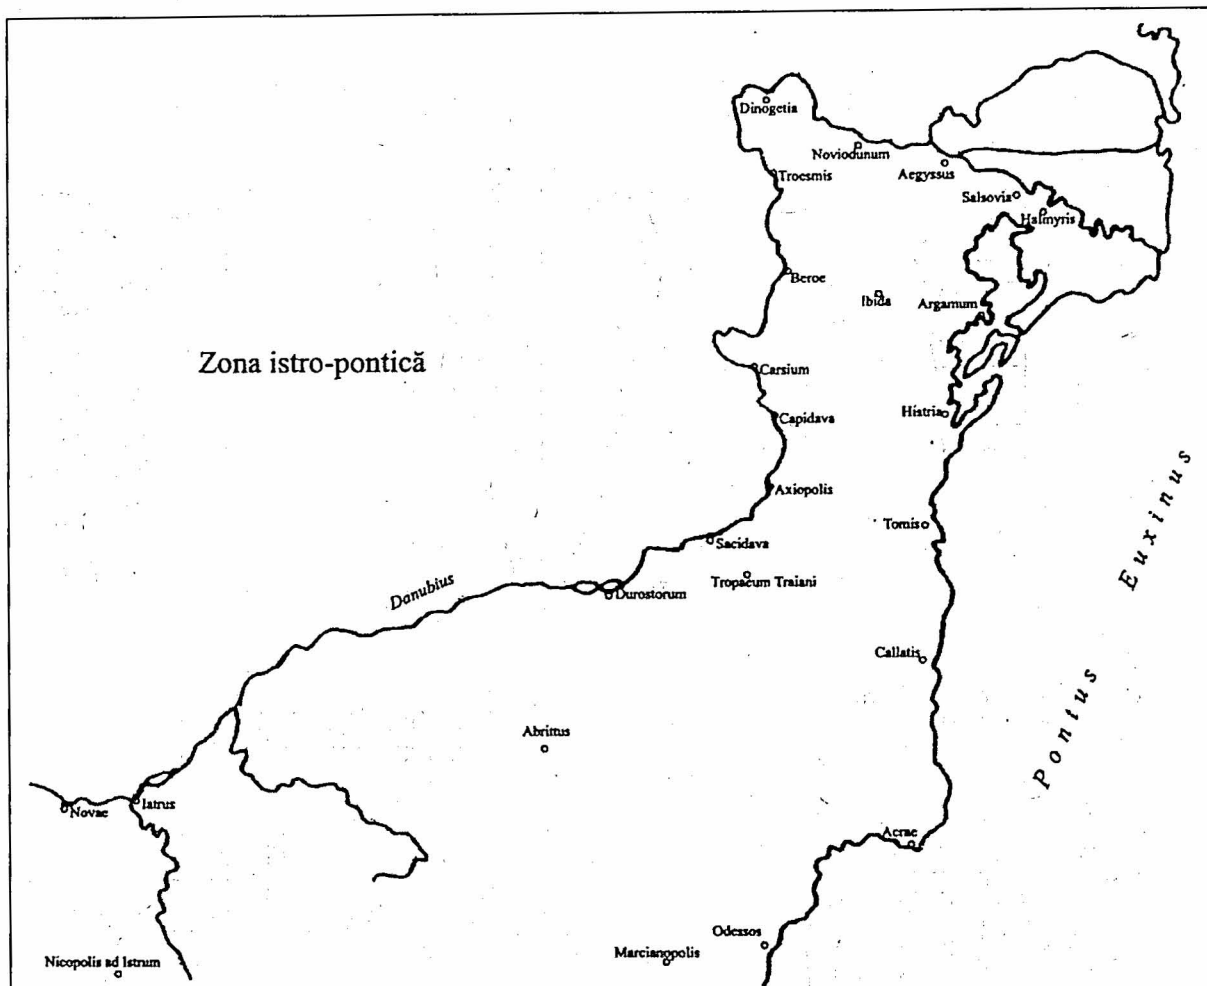 Dinogetia
Noviodunum
Aegyssus
Troesmis
Salsovia
Halmyris
Beroe
Ibida
Argamum
Zona istro-pontică
Carsium
Capidava
Histria
Axiopolis
Tomis
Sacidava
Tropaeum Traiani
Danubius
Durostorum
Pontus Euxinus
Callatis
Abrittus
Iatrus
Novae
Acrae
Odessos
Marcianopolis
Nicopolis ad Istrum